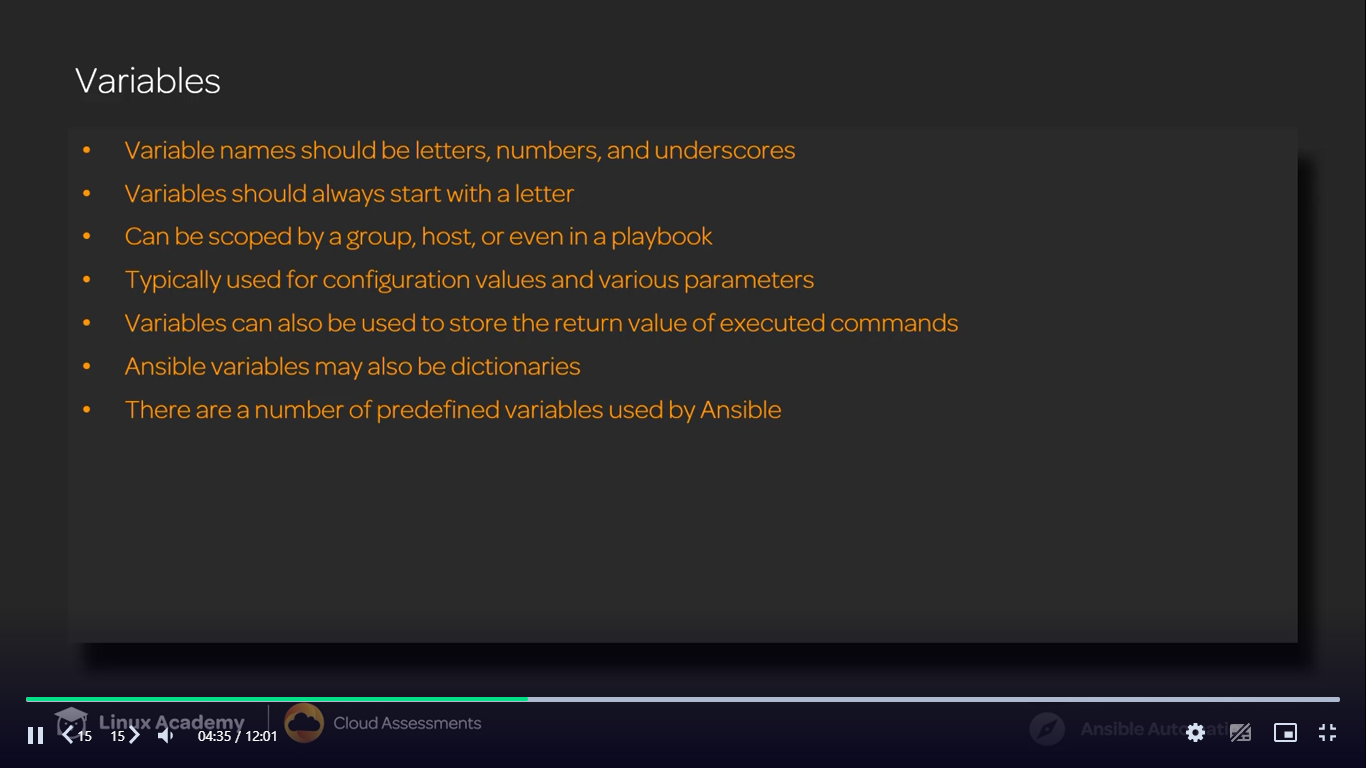 Variables
• Variable names should be letters, numbers, and underscores
• Variables should always start with a letter
• Can be scoped by a group, host, or even in a playbook
• Typically used for configuration values and various parameters
• Variables can also be used to store the return value of executed commands
• Ansible variables may also be dictionaries
• There are a number of predefined variables used by Ansible
Linux Academy
Cloud Assessments
Ansible
15 15 04:35 / 12:01